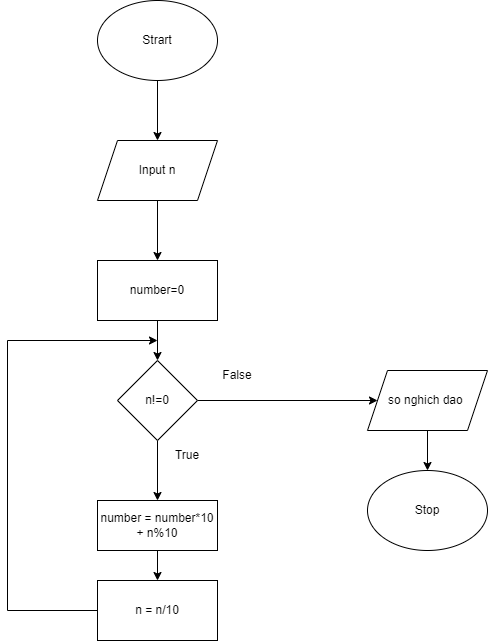 Strart
Input n
number=0
n!=0
False
so nghich dao
True
number = number*10
+ n%10
Stop
n = n/10